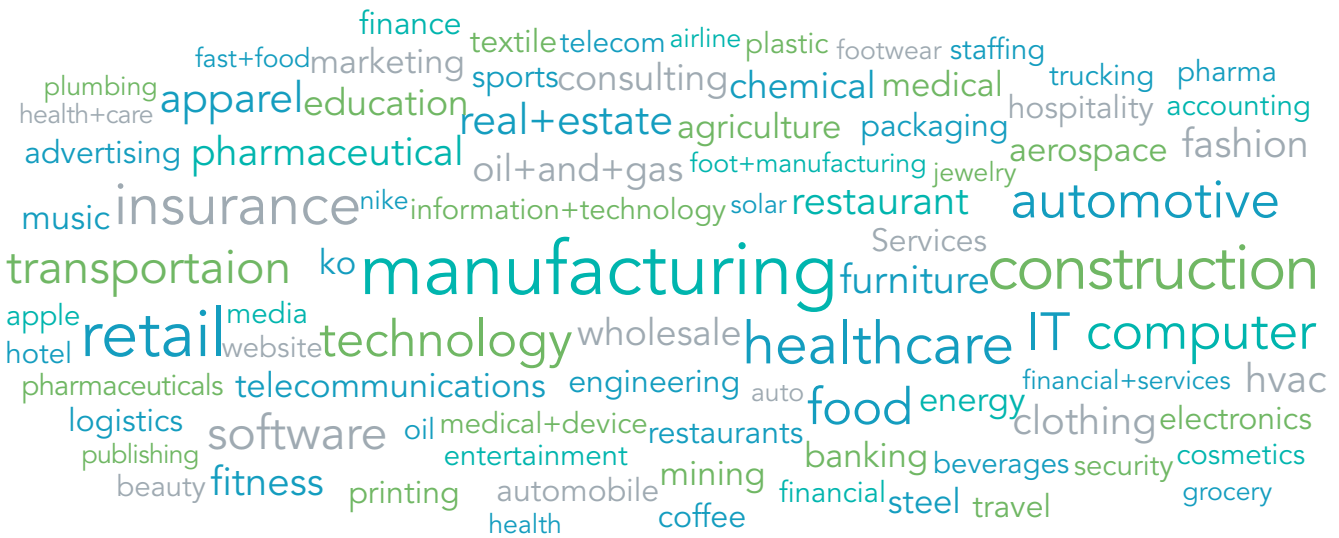 finance
textile telecom airline plastic footwear staffing
fast+food marketing sports consulting chemical medical trucking pharma
plumbing apparel education real+estate agriculture packaging hospitality accounting
health+care
advertising pharmaceutical oil+and+gas foot+manufacturing jewelry aerospace fashion
music insurance nike information+technology solar restaurant automotive
Services
transportaion ko manufacturing furniture construction
apple retail media technology wholesale healthcare IT computer
hotel website
pharmaceuticals telecommunications engineering auto food energy financial+services hvac
logistics software oil medical+device restaurants clothing electronics
publishing entertainment banking beverages security cosmetics
beauty fitness printing automobile mining financial steel travel grocery
health coffee